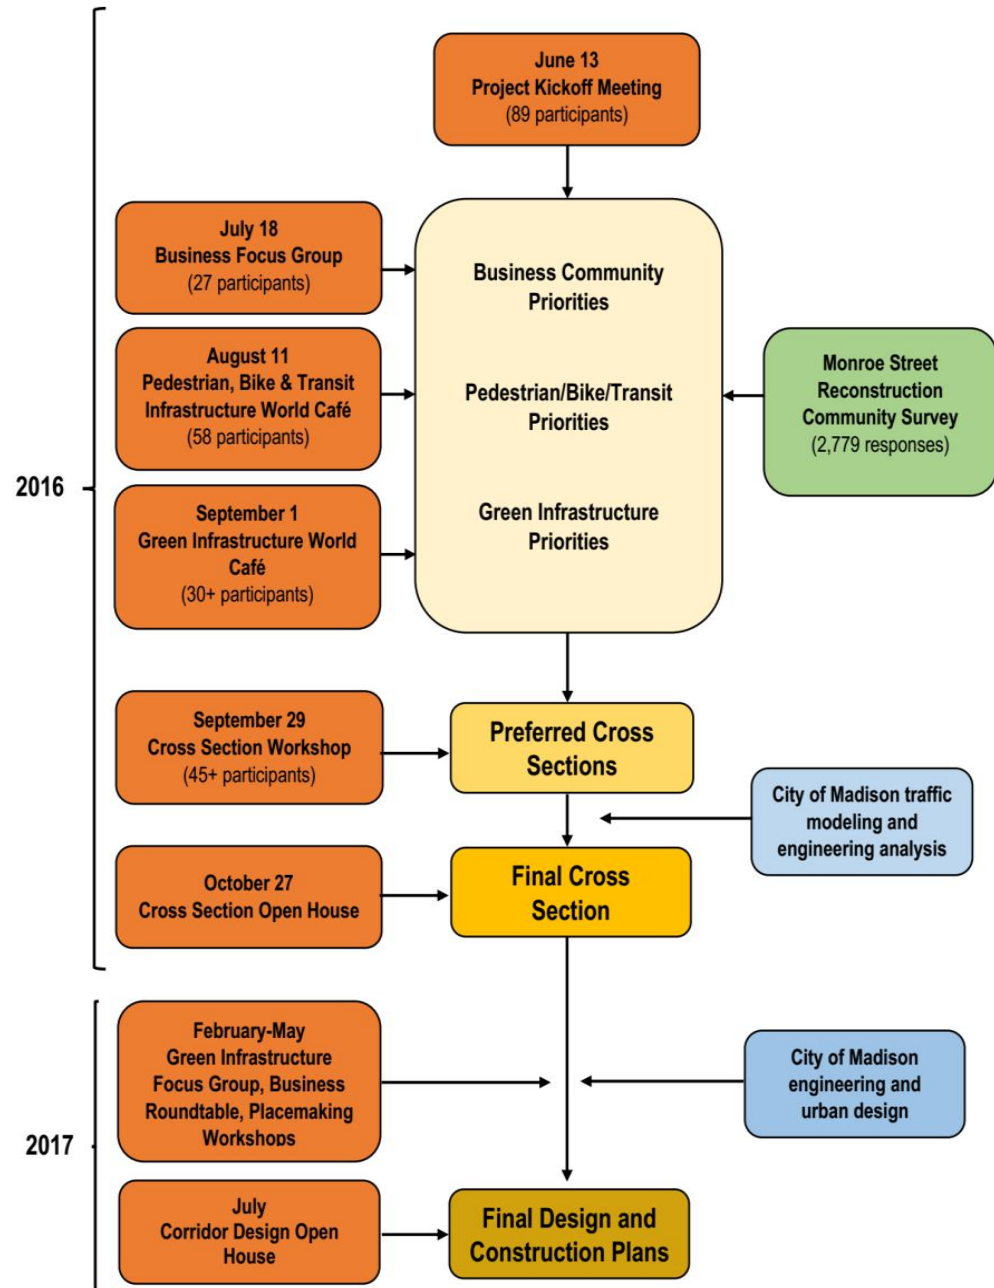 June 13
Project Kickoff Meeting
(89 participants)
July 18
Business Focus Group
(27 participants)
Business Community
Priorities
August 11
Pedestrian, Bike & Transit
Infrastructure World Café
(58 participants)
Pedestrian/Bike/Transit
Priorities
Monroe Street
Reconstruction
Community Survey
(2,779 responses)
2016
September 1
Green Infrastructure World
Café
(30+ participants)
Green Infrastructure
Priorities
September 29
Cross Section Workshop
(45+ participants)
Preferred Cross
Sections
City of Madison traffic
modeling and
engineering analysis
October 27
Cross Section Open House
Final Cross
Section
February-May
Green Infrastructure
Focus Group, Business
Roundtable, Placemaking
Workshops
City of Madison
engineering and
urban design
2017
July
Corridor Design Open
House
Final Design and
Construction Plans